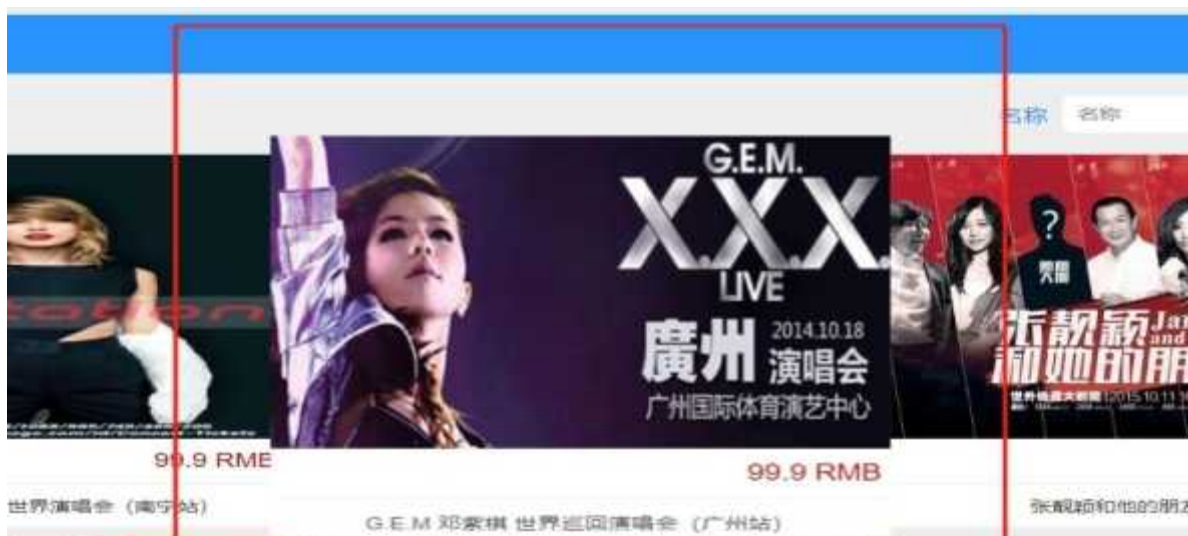 名称 名称
G.E.M.
X.X.X.
LIVE
廣州 2014.10.18
演唱会
广州国际体育演艺中心
?
张靓颖
和她的朋
2015.10.11
99.9 RMB
99.9 RMB
世界演唱会（南宁站）
G.E.M 邓紫棋 世界巡回演唱会（广州站）
张靓颖和他的朋友